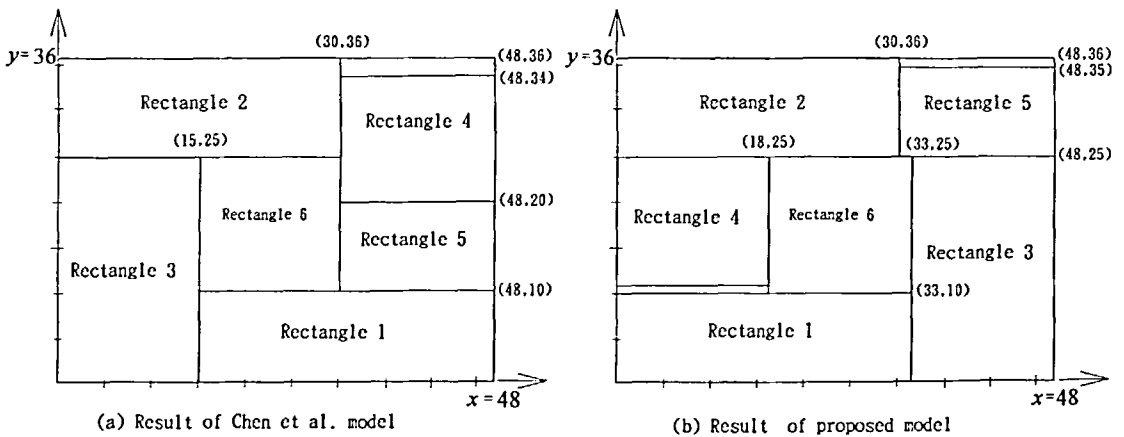 (30.36)
y=36
(48.36)
(48.34)
Rectangle 2
Rectangle 4
(15.25)
(48.20)
Rectangle 6
Rectangle 5
Rectangle 3
(48.10)
Rectangle 1
x=48
(a) Result of Chen et al. model
(30.36)
y=36
(48.36)
(48.35)
Rectangle 2
Rectangle 5
(18.25)
(33.25)
(48.25)
Rectangle 4
Rectangle 6
Rectangle 3
(33.10)
Rectangle 1
x=48
(b) Result of proposed model